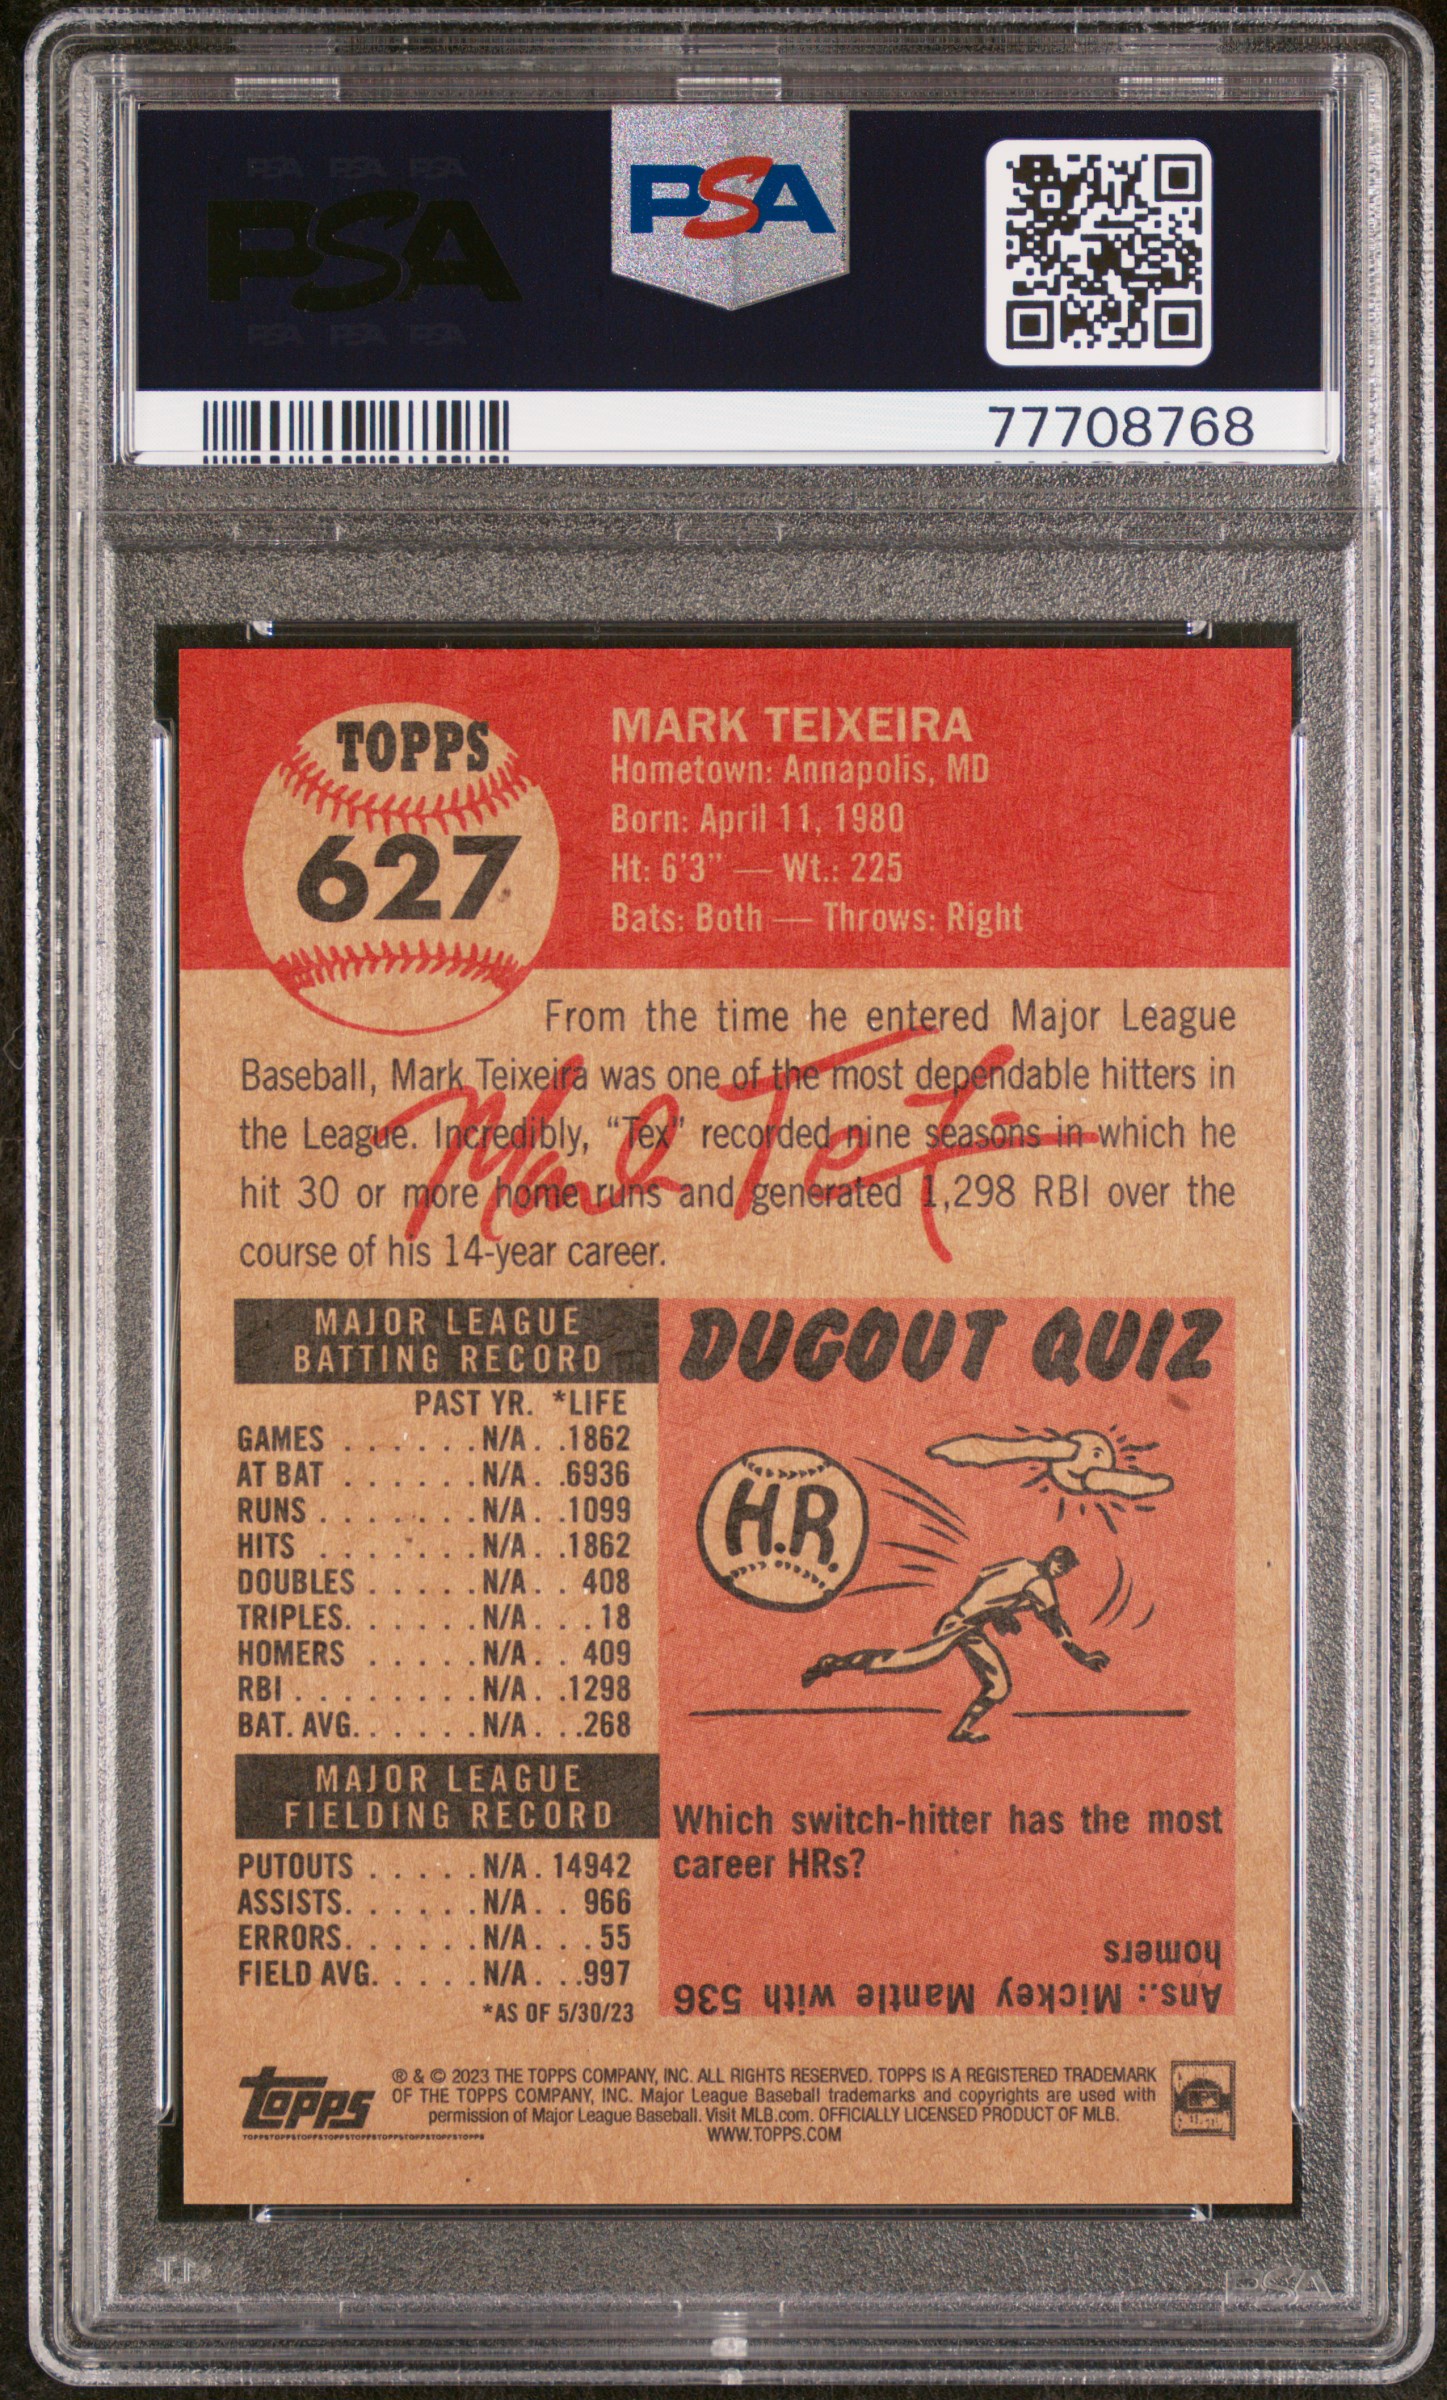 PSA PSA PSA
PSA
PSA PSA PSA
PSA
77708768
TOPPS
627
MARK TEIXEIRA
Hometown: Annapolis, MD
Born: April 11, 1980
Ht: 6'3" — Wt.: 225
Bats: Both — Throws: Right
From the time he entered Major League
Baseball, Mark Teixeira was one of the most dependable hitters in
the League. Incredibly, “Tex” recorded nine seasons in which he
hit 30 or more home runs and generated 1,298 RBI over the
course of his 14-year career.
Mark Teix
MAJOR LEAGUE
BATTING RECORD
PAST YR. *LIFE
GAMES . . . . . . N/A . . 1862
AT BAT . . . . . . N/A . . 6936
RUNS . . . . . . . N/A . . 1099
HITS . . . . . . . N/A . . 1862
DOUBLES . . . . . N/A . . 408
TRIPLES. . . . . . N/A . . . 18
HOMERS . . . . . N/A . . 409
RBI . . . . . . . . N/A . . 1298
BAT. AVG. . . . . . N/A . . .268
MAJOR LEAGUE
FIELDING RECORD
PUTOUTS . . . . . N/A . 14942
ASSISTS. . . . . . N/A . . 966
ERRORS. . . . . . N/A . . . 55
FIELD AVG. . . . . N/A . . .997
*AS OF 5/30/23
DUGOUT QUIZ
H.R.
Which switch-hitter has the most
career HRs?
Ans.: Mickey Mantle with 536
homers
topps
TOPPSTOPPSTOPPSTOPPSTOPPSTOPPSTOPPSTOPPS
® & © 2023 THE TOPPS COMPANY, INC. ALL RIGHTS RESERVED. TOPPS IS A REGISTERED TRADEMARK
OF THE TOPPS COMPANY, INC. Major League Baseball trademarks and copyrights are used with
permission of Major League Baseball. Visit MLB.com. OFFICIALLY LICENSED PRODUCT OF MLB.
WWW.TOPPS.COM
PSA